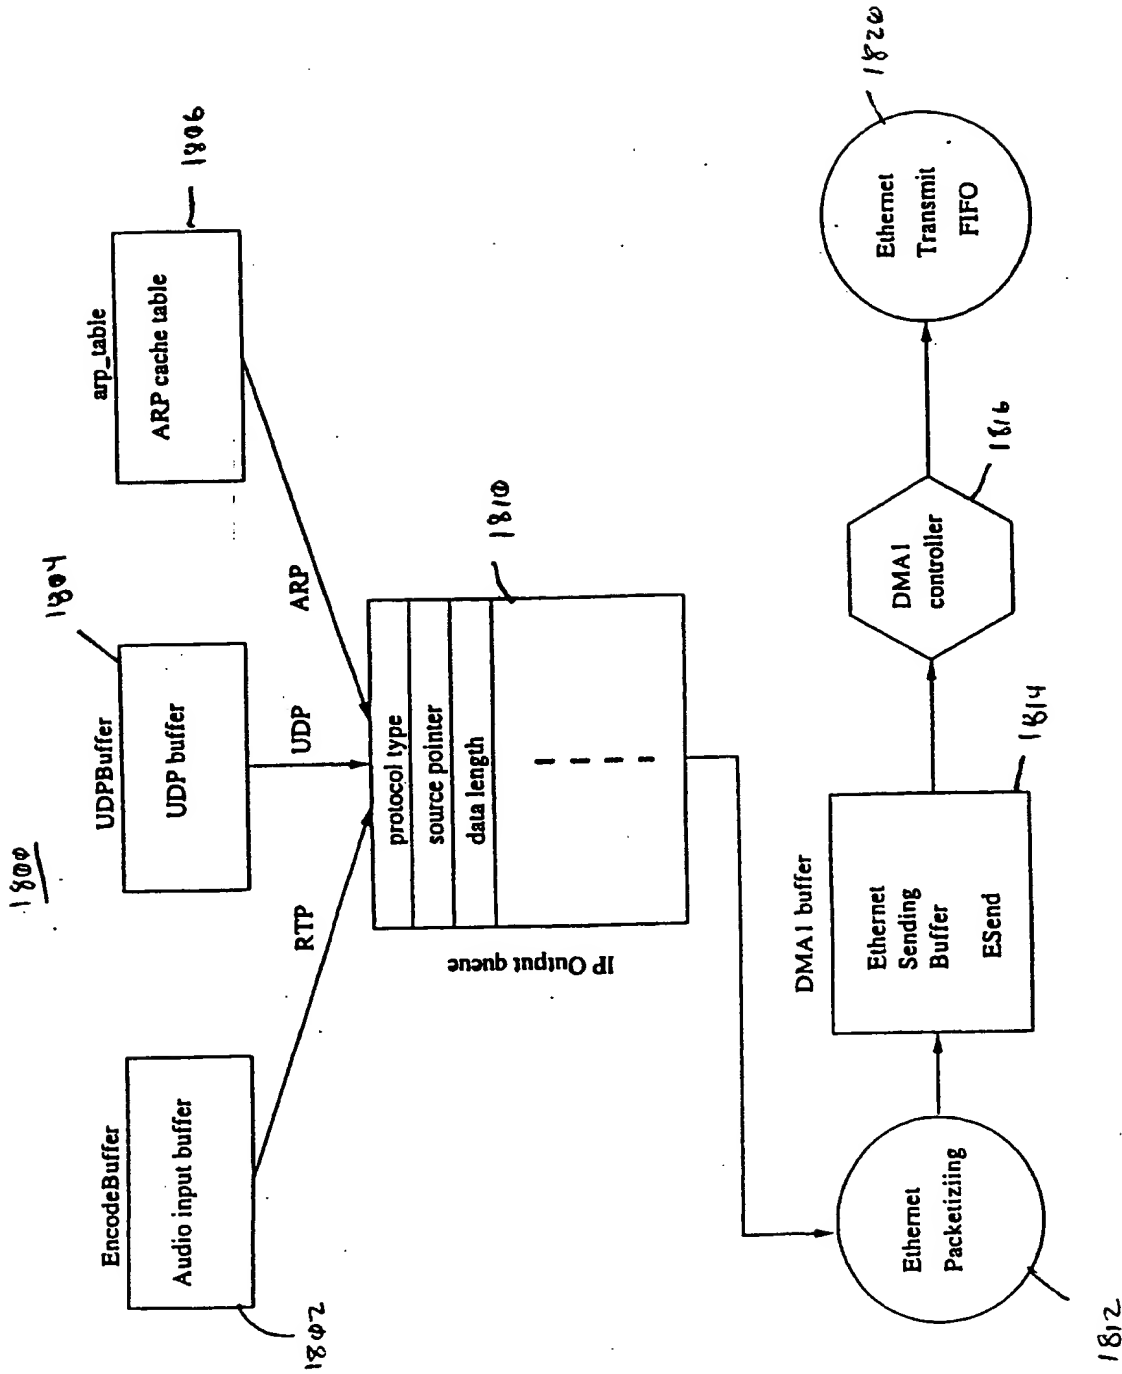 1800
EncodeBuffer
Audio input buffer
1802
UDPBuffer
UDP buffer
1804
arp_table
ARP cache table
1806
RTP
UDP
ARP
IP Output queue
protocol type
source pointer
data length
1810
Ethernet
Packetiziing
1812
DMA1 buffer
Ethernet
Sending
Buffer
ESend
1814
DMA1
controller
1816
Ethernet
Transmit
FIFO
1820